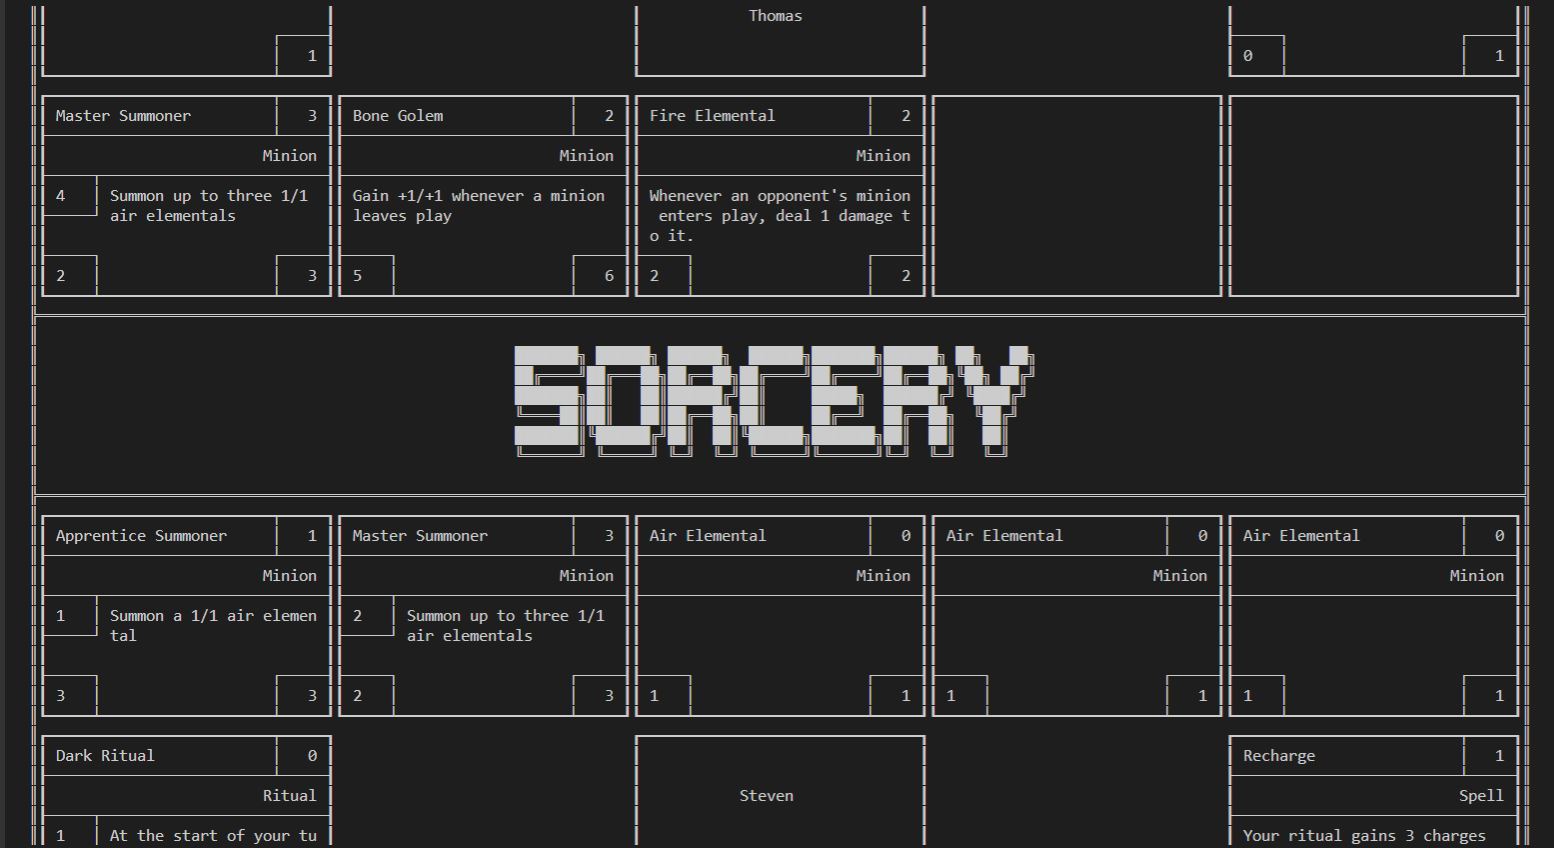 Thomas
1 0 1
Master Summoner 3 Bone Golem 2 Fire Elemental 2
Minion Minion Minion
4 Summon up to three 1/1 Gain +1/+1 whenever a minion Whenever an opponent's minion
air elementals leaves play enters play, deal 1 damage t
o it.
2 3 5 6 2 2
SORCERY
Apprentice Summoner 1 Master Summoner 3 Air Elemental 0 Air Elemental 0 Air Elemental 0
Minion Minion Minion Minion Minion
1 Summon a 1/1 air elemen 2 Summon up to three 1/1
tal air elementals
3 3 2 3 1 1 1 1 1 1
Dark Ritual 0 Recharge 1
Ritual Steven Spell
1 At the start of your tu Your ritual gains 3 charges